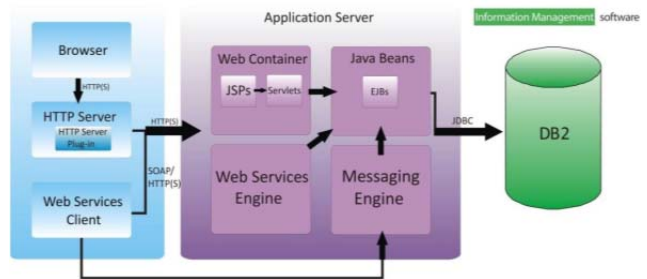 Application Server
Information Management software
Browser
HTTP(S)
HTTP Server
HTTP Server
Plug-in
HTTP(S)
SOAP/
HTTP(S)
Web Services
Client
Web Container
JSPs
Servlets
Java Beans
EJBs
Web Services
Engine
Messaging
Engine
JDBC
DB2